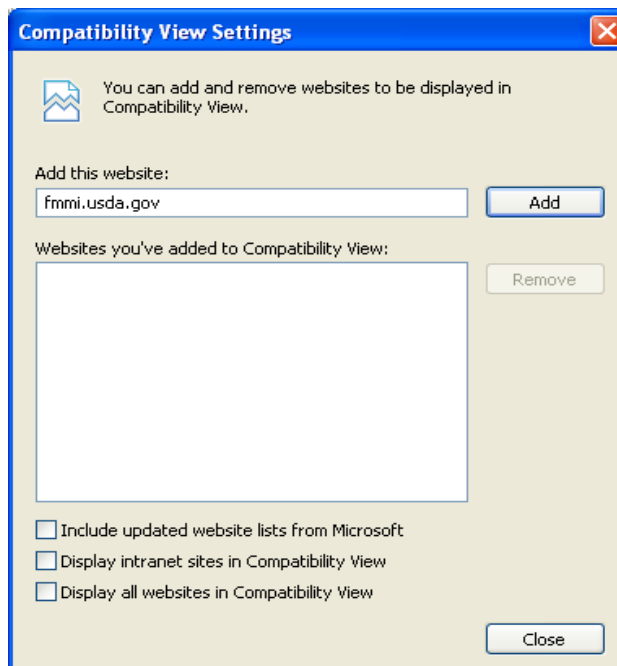 Compatibility View Settings
You can add and remove websites to be displayed in
Compatibility View.
Add this website:
fmmi.usda.gov
Add
Websites you've added to Compatibility View:
Remove
Include updated website lists from Microsoft
Display intranet sites in Compatibility View
Display all websites in Compatibility View
Close